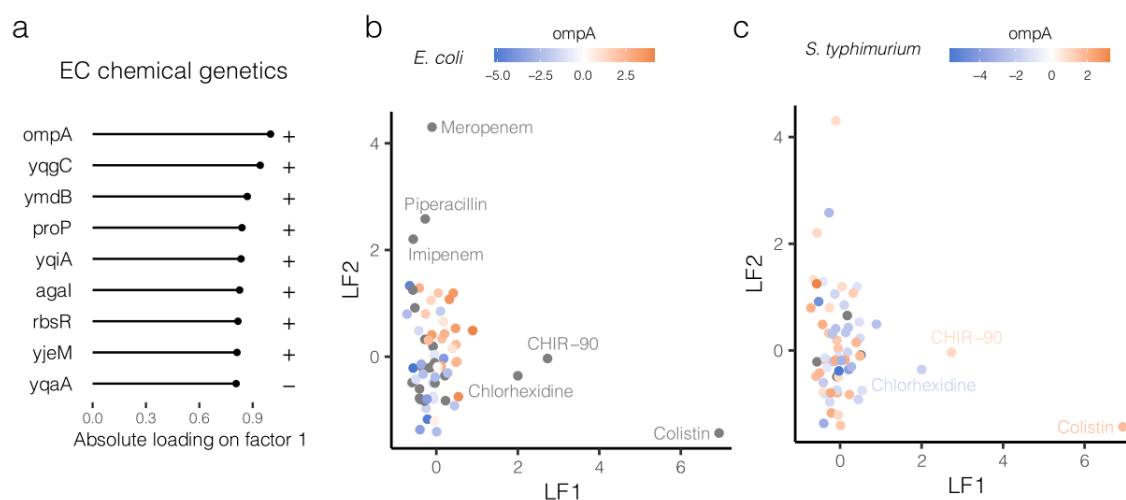 a
EC chemical genetics
ompA +
yqgC +
ymdB +
proP +
yqiA +
agaI +
rbsR +
yjeM +
yqaA −
0.0 0.3 0.6 0.9
Absolute loading on factor 1
b
E. coli
ompA
−5.0 −2.5 0.0 2.5
Meropenem
Piperacillin
Imipenem
CHIR−90
Chlorhexidine
Colistin
4
2
0
LF2
0 2 4 6
LF1
c
S. typhimurium
ompA
−4 −2 0 2
CHIR−90
Chlorhexidine
Colistin
4
2
0
LF2
0 2 4 6
LF1